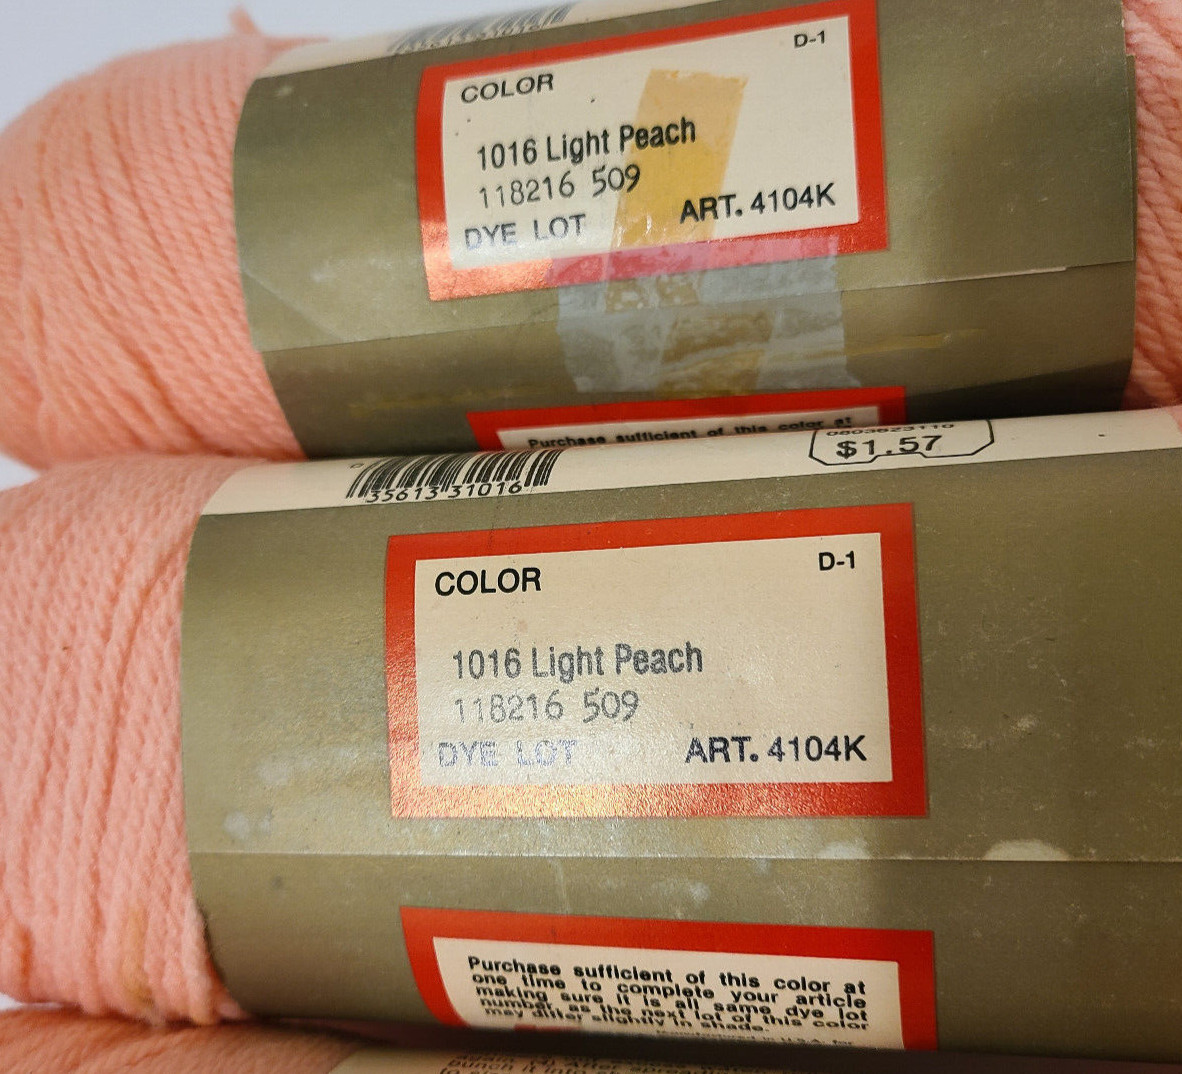 COLOR
D-1
1016 Light Peach
118216 509
DYE LOT
ART. 4104K
Purchase sufficient of this color at
$1.57
35613 31016
COLOR
D-1
1016 Light Peach
118216 509
DYE LOT
ART. 4104K
Purchase sufficient of this color at
one time to complete your article
making sure it is all same dye lot
number as the next lot of this color
may differ slightly in shade.
Manufactured in U.S.A. for